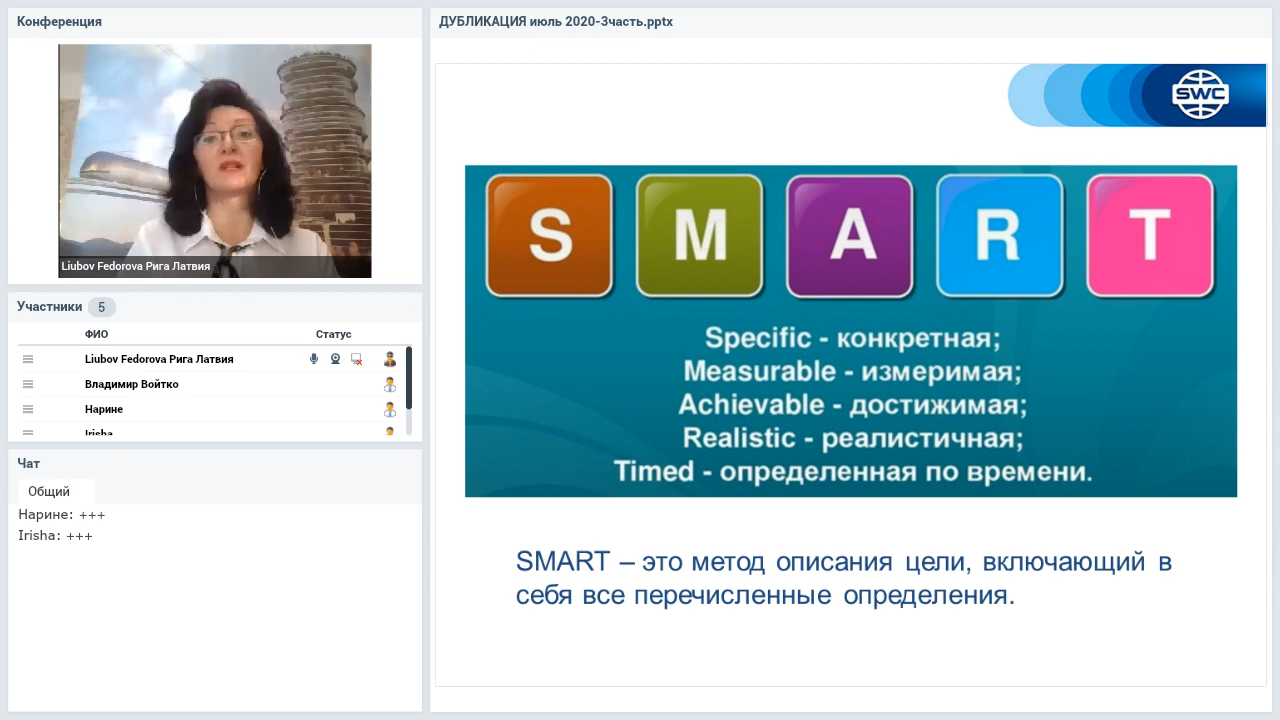 Конференция
Liubov Fedorova Рига Латвия
Участники 5
ФИО Статус
Liubov Fedorova Рига Латвия
Владимир Войтко
Нарине
Irisha
Чат
Общий
Нарине: +++
Irisha: +++
ДУБЛИКАЦИЯ июль 2020-3часть.pptx
SWC
S M A R T
Specific - конкретная;
Measurable - измеримая;
Achievable - достижимая;
Realistic - реалистичная;
Timed - определенная по времени.
SMART – это метод описания цели, включающий в
себя все перечисленные определения.